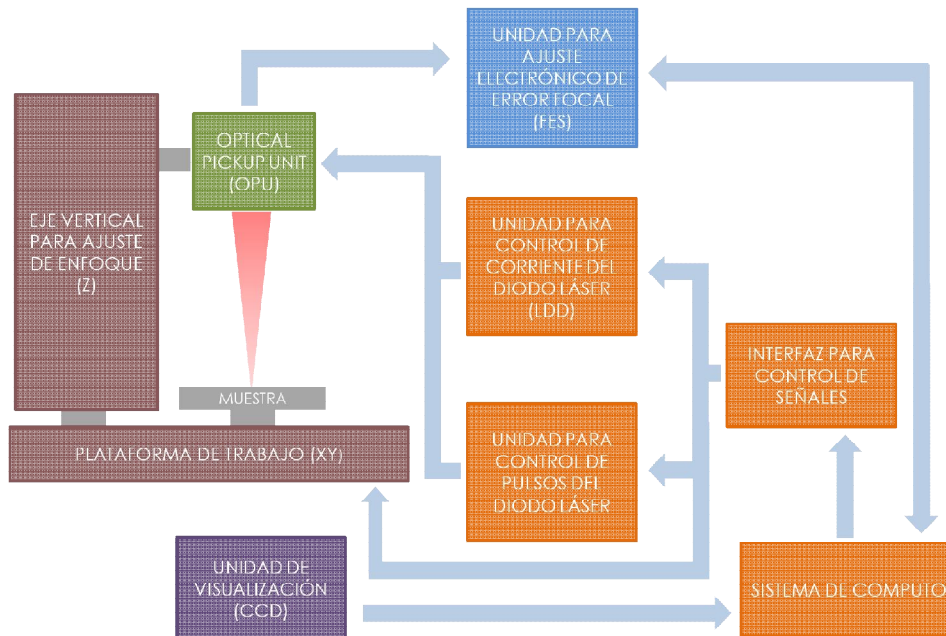 UNIDAD PARA
AJUSTE
ELECTRÓNICO DE
ERROR FOCAL
(FES)
OPTICAL
PICKUP UNIT
(OPU)
EJE VERTICAL
PARA AJUSTE
DE ENFOQUE
(Z)
UNIDAD PARA
CONTROL DE
CORRIENTE DEL
DIODO LÁSER
(LDD)
INTERFAZ PARA
CONTROL DE
SEÑALES
MUESTRA
PLATAFORMA DE TRABAJO (XY)
UNIDAD PARA
CONTROL DE
PULSOS DEL
DIODO LÁSER
UNIDAD DE
VISUALIZACIÓN
(CCD)
SISTEMA DE COMPUTO